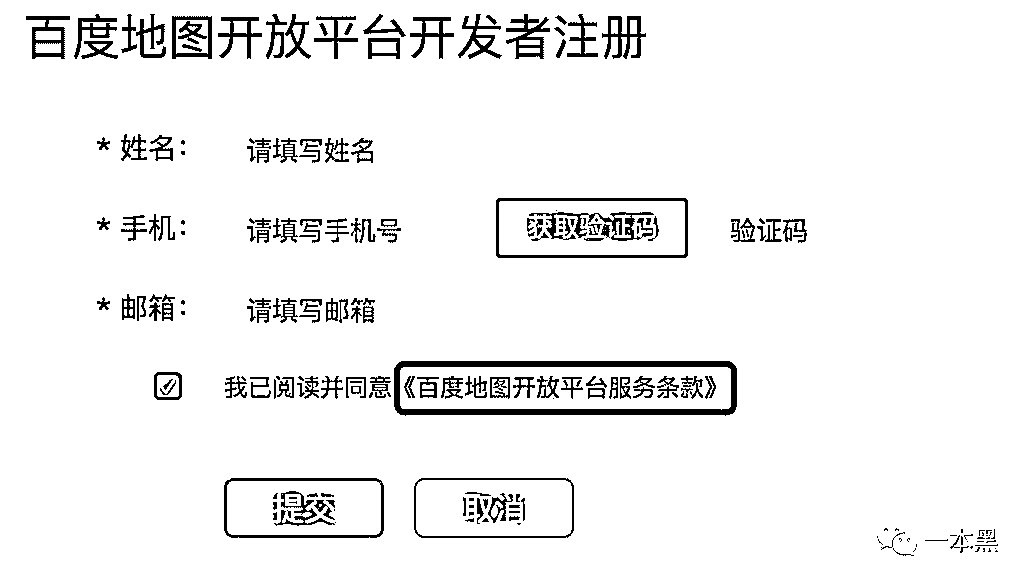 百度地图开放平台开发者注册
* 姓名： 请填写姓名
* 手机： 请填写手机号 获取验证码 验证码
* 邮箱： 请填写邮箱
我已阅读并同意《百度地图开放平台服务条款》
提交 取消
一本黑